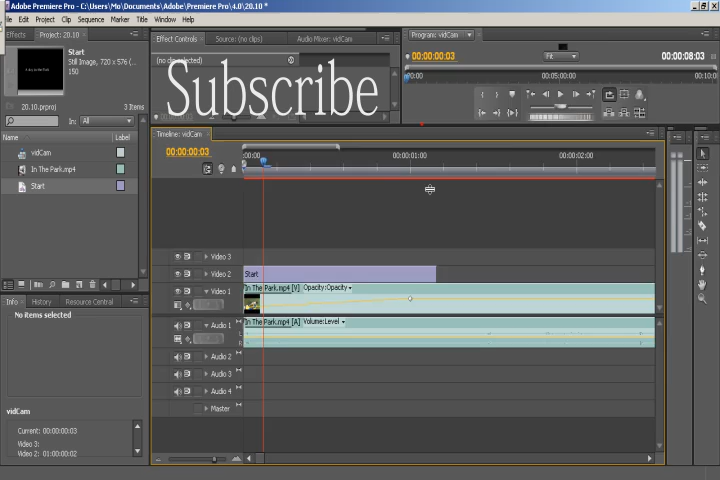 Adobe Premiere Pro - C:\Users\Mo\Documents\Adobe\Premiere Pro\4.0\20.10 *
File Edit Project Clip Sequence Marker Title Window Help
Effects Project: 20.10
Effect Controls Source: (no clips) Audio Mixer: vidCam
Program: vidCam
Start
Still Image, 720 x 576 (...
150
(no clip selected)
Subscribe
00:00:00:03 Fit 00:00:08:03
00:00 00:05:00:00 00:10:0
20.10.prproj 3 Items
In: All
Name Label
vidCam
In The Park.mp4
Start
Timeline: vidCam
00:00:00:03
:00:00 00:00:01:00 00:00:02:00
Video 3
Video 2 Start
Video 1 In The Park.mp4 [V] Opacity:Opacity
Audio 1 In The Park.mp4 [A] Volume:Level
L
R
Audio 2
Audio 3
Audio 4
Master
Info History Resource Central
No Items selected
vidCam
Current: 00:00:00:03
Video 3:
Video 2: 01:00:00:02